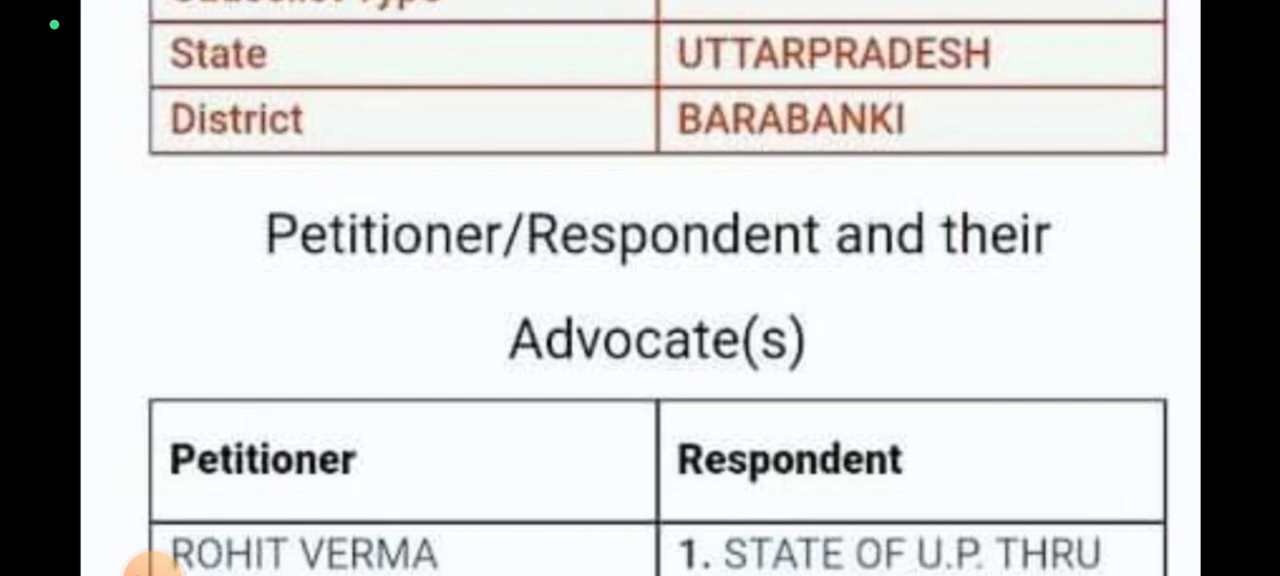 State UTTARPRADESH
District BARABANKI
Petitioner/Respondent and their
Advocate(s)
Petitioner Respondent
ROHIT VERMA 1. STATE OF U.P. THRU